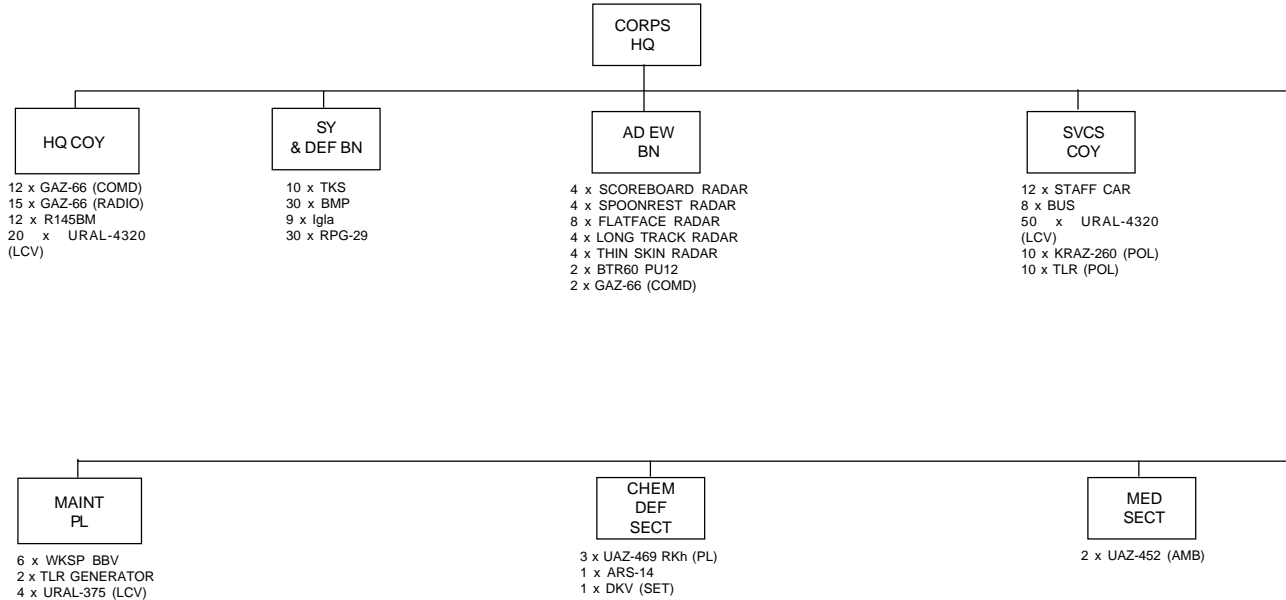 CORPS
HQ
HQ COY
12 x GAZ-66 (COMD)
15 x GAZ-66 (RADIO)
12 x R145BM
20 x URAL-4320
(LCV)
SY
& DEF BN
10 x TKS
30 x BMP
9 x Igla
30 x RPG-29
AD EW
BN
4 x SCOREBOARD RADAR
4 x SPOONREST RADAR
8 x FLATFACE RADAR
4 x LONG TRACK RADAR
4 x THIN SKIN RADAR
2 x BTR60 PU12
2 x GAZ-66 (COMD)
SVCS
COY
12 x STAFF CAR
8 x BUS
50 x URAL-4320
(LCV)
10 x KRAZ-260 (POL)
10 x TLR (POL)
MAINT
PL
6 x WKSP BBV
2 x TLR GENERATOR
4 x URAL-375 (LCV)
CHEM
DEF
SECT
3 x UAZ-469 RKh (PL)
1 x ARS-14
1 x DKV (SET)
MED
SECT
2 x UAZ-452 (AMB)